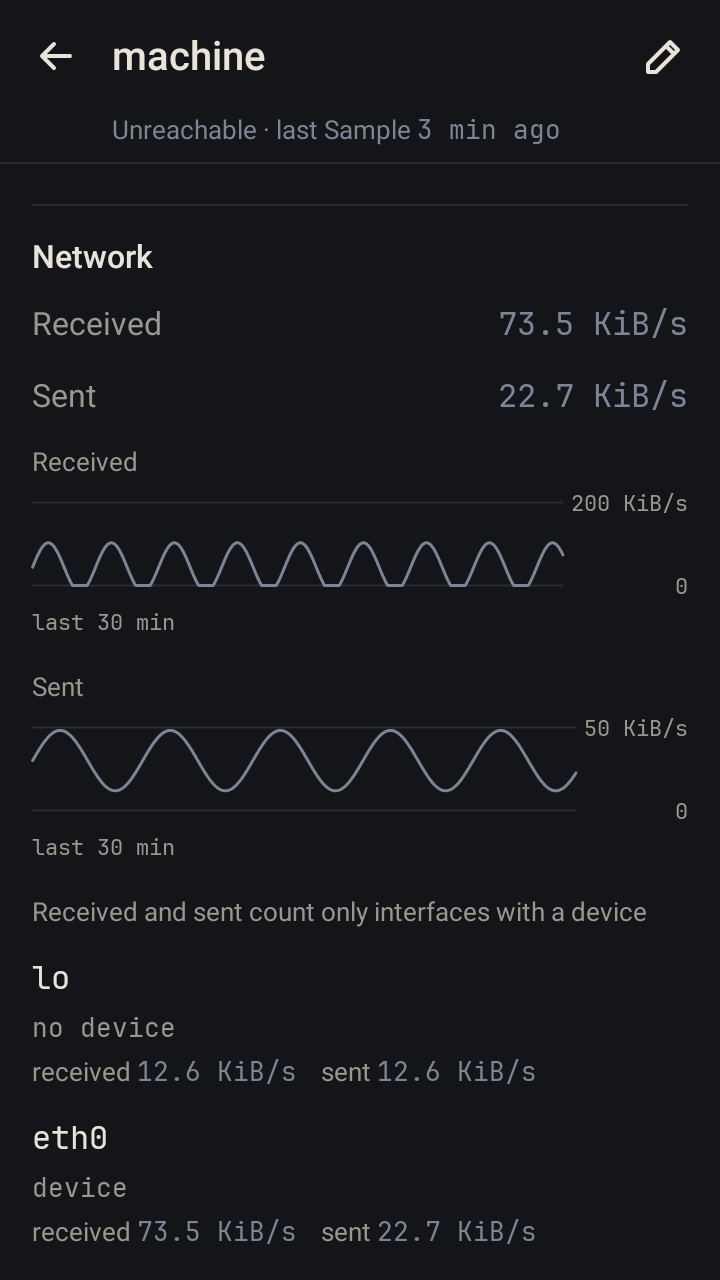 machine
Unreachable · last Sample 3 min ago
Network
Received 73.5 KiB/s
Sent 22.7 KiB/s
Received
200 KiB/s
0
last 30 min
Sent
50 KiB/s
0
last 30 min
Received and sent count only interfaces with a device
lo
no device
received 12.6 KiB/s sent 12.6 KiB/s
eth0
device
received 73.5 KiB/s sent 22.7 KiB/s